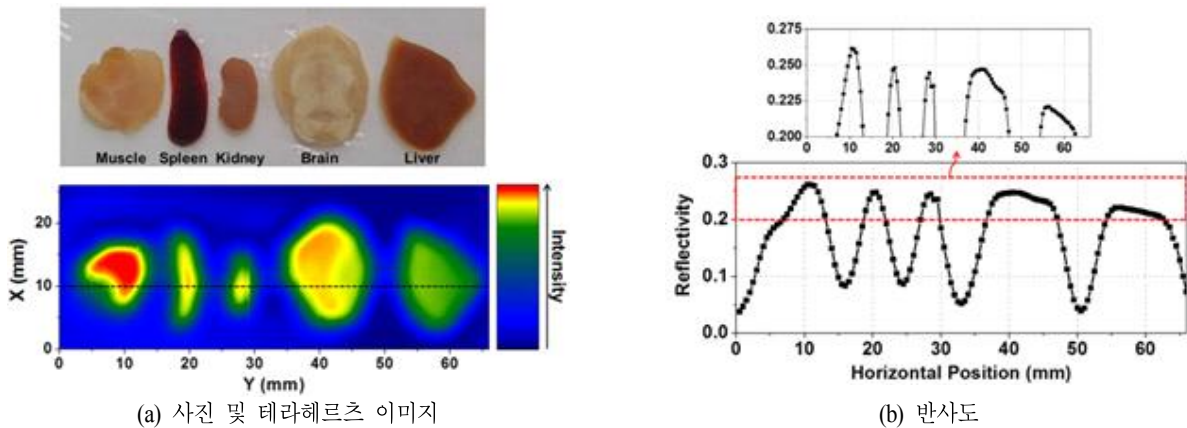 Muscle Spleen Kidney Brain Liver
X (mm)
20
10
0
0 10 20 30 40 50 60
Y (mm)
Intensity
(a) 사진 및 테라헤르츠 이미지
0.275
0.250
0.225
0.200
10 20 30 40 50 60
Reflectivity
0.3
0.2
0.1
0.0
0 10 20 30 40 50 60
Horizontal Position (mm)
(b) 반사도